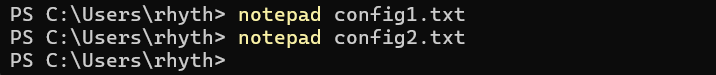 PS C:\Users\rhyth> notepad config1.txt
PS C:\Users\rhyth> notepad config2.txt
PS C:\Users\rhyth>